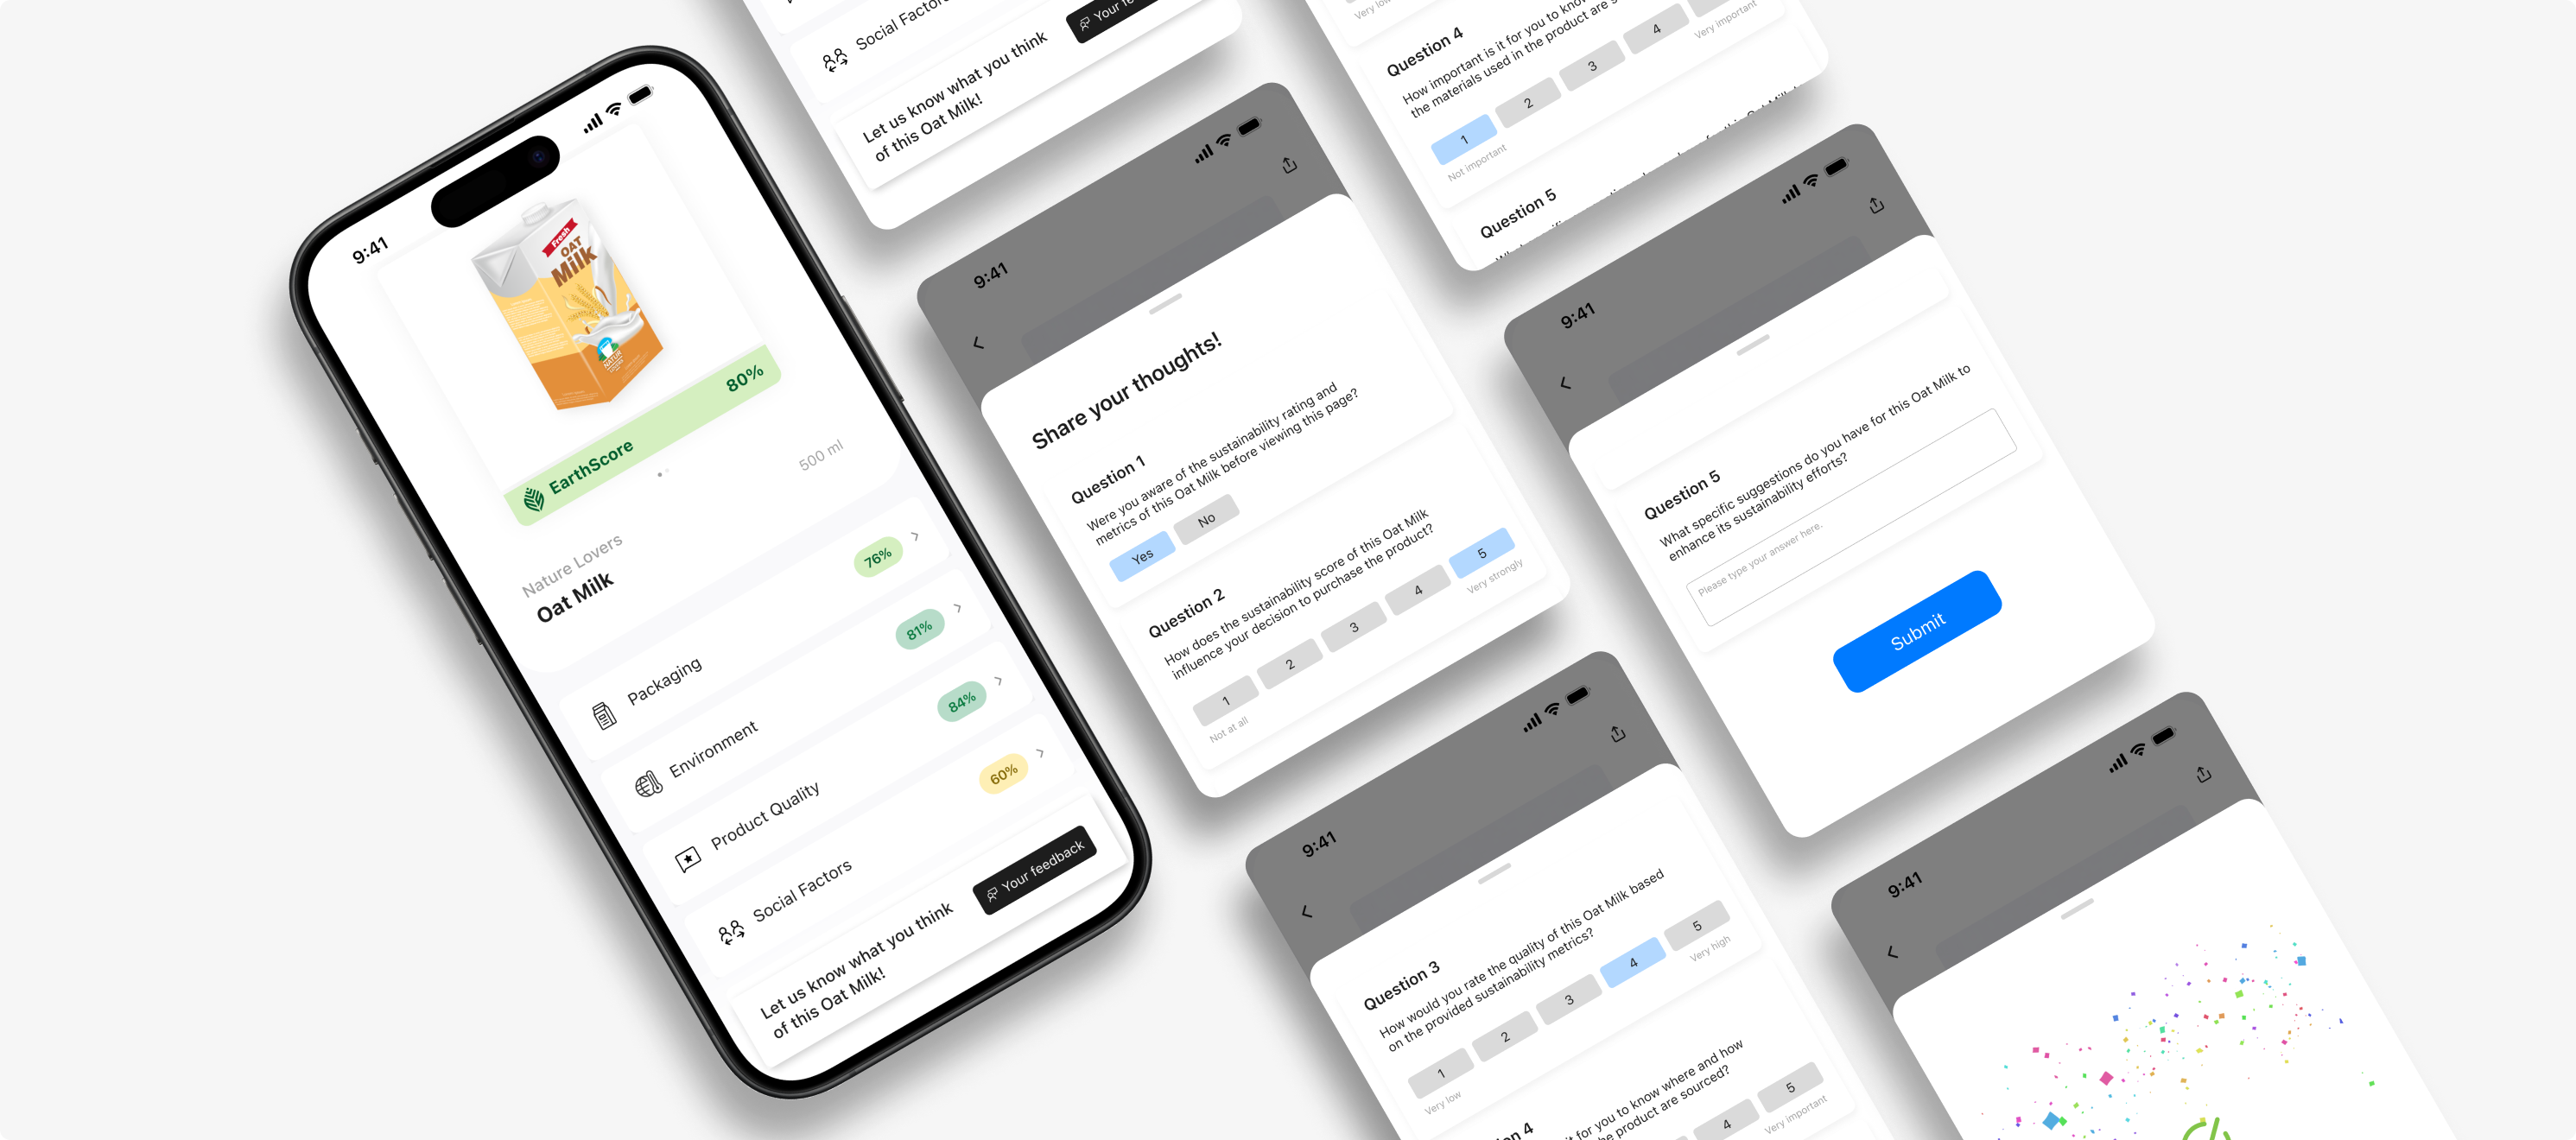 9:41
Fresh
OAT
Milk
NATUR
EarthScore
80%
500 ml
Nature Lovers
Oat Milk
Packaging
76%
Environment
81%
Product Quality
84%
Social Factors
60%
Let us know what you think
of this Oat Milk!
Your feedback
Social Factors
Let us know what you think
of this Oat Milk!
Your
9:41
Share your thoughts!
Question 1
Were you aware of the sustainability rating and
metrics of this Oat Milk before viewing this page?
Yes
No
Question 2
How does the sustainability score of this Oat Milk
influence your decision to purchase the product?
1
2
3
4
5
Not at all
Very strongly
9:41
Question 3
How would you rate the quality of this Oat Milk based
on the provided sustainability metrics?
1
2
3
4
5
Very low
Very high
4
for you to know where and how
product are sourced?
4
5
Very important
Very low
Question 4
How important is it for you to know
the materials used in the product are
1
2
3
4
Not important
Very important
Question 5
9:41
Question 5
What specific suggestions do you have for this Oat Milk to
enhance its sustainability efforts?
Please type your answer here.
Submit
9:41